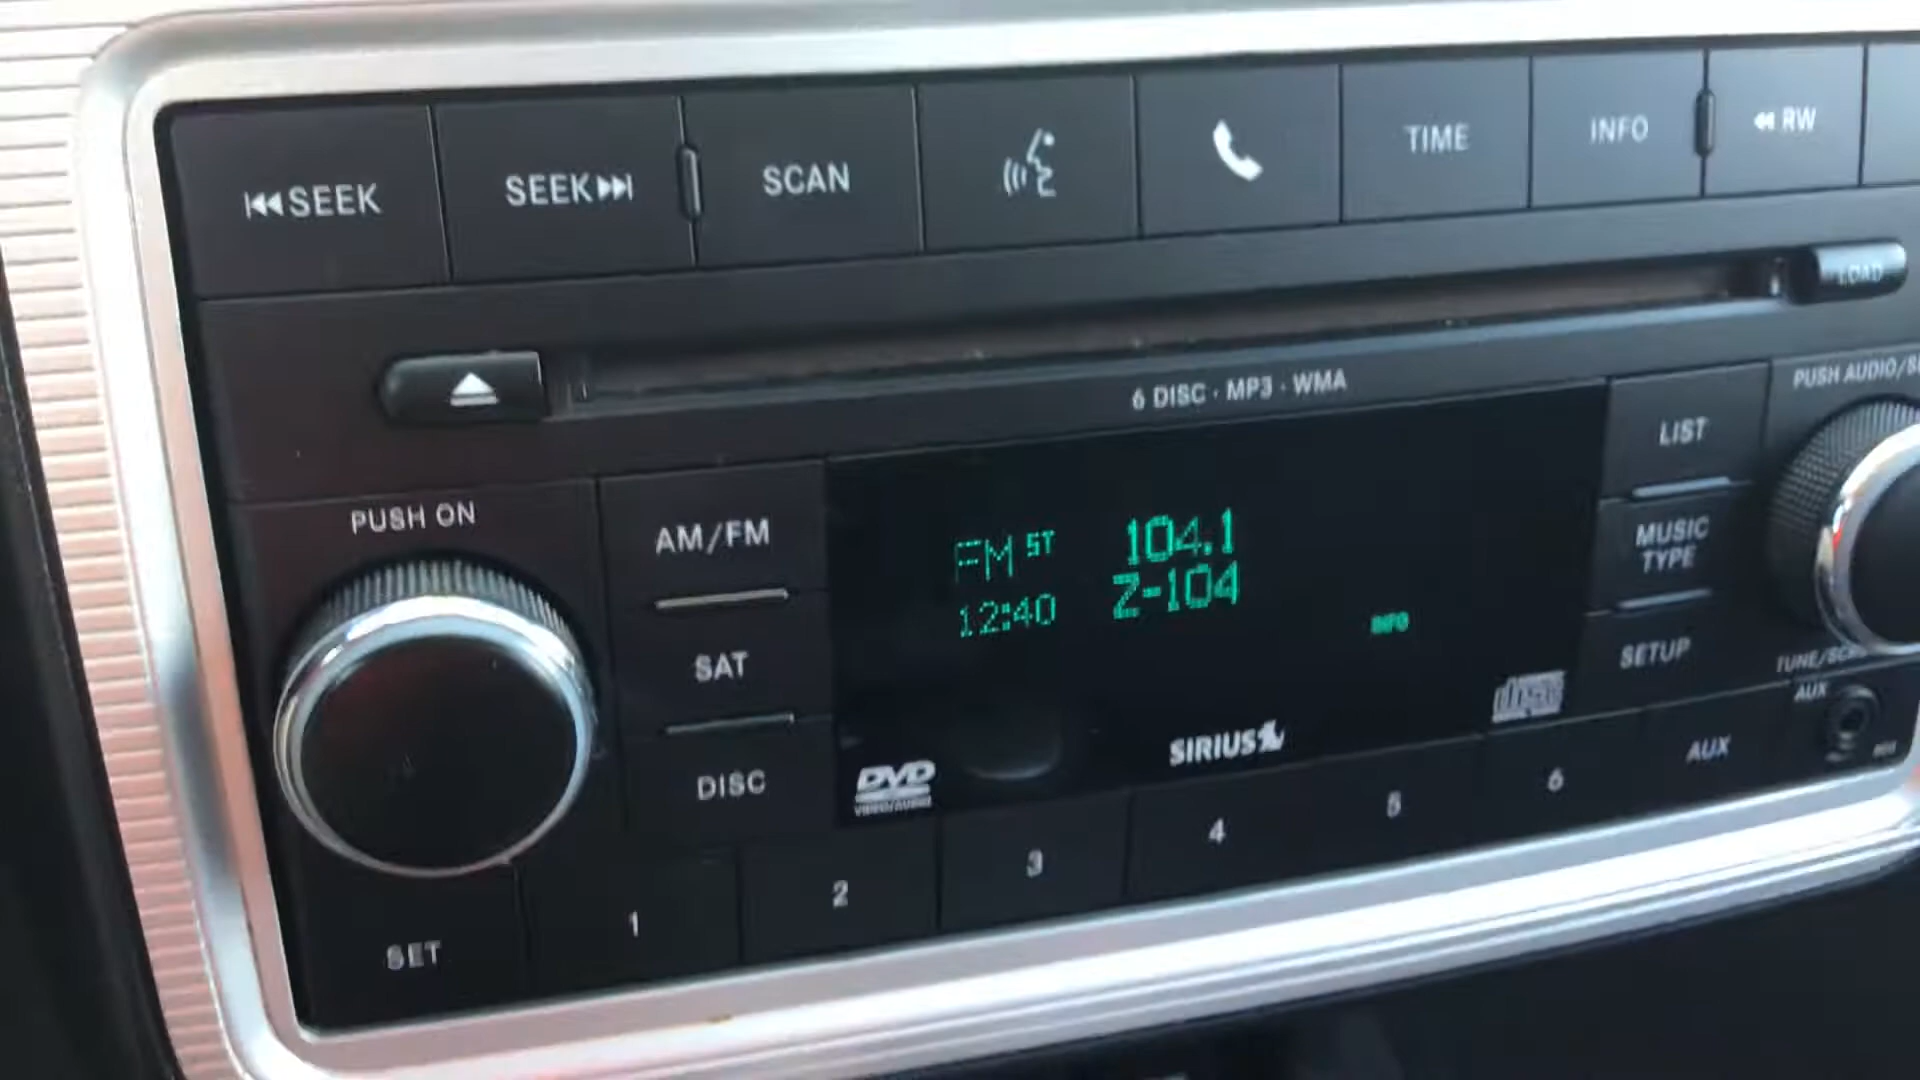 SEEK
SEEK
SCAN
TIME
INFO
RW
LOAD
6 DISC · MP3 · WMA
PUSH ON
AM/FM
SAT
DISC
FM ST 104.1
12:40 Z-104
INFO
LIST
MUSIC
TYPE
SETUP
PUSH AUDIO/
TUNE/
AUX
disc
SIRIUS
DVD
VIDEO/AUDIO
SET
1
2
3
4
5
6
AUX